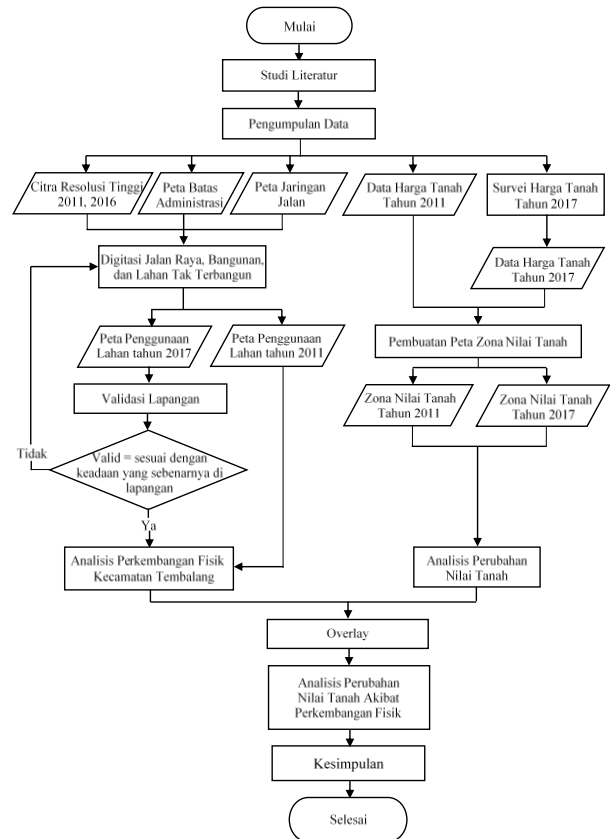 Mulai
Studi Literatur
Pengumpulan Data
Citra Resolusi Tinggi
2011, 2016
Peta Batas
Administrasi
Peta Jaringan
Jalan
Data Harga Tanah
Tahun 2011
Survei Harga Tanah
Tahun 2017
Digitasi Jalan Raya, Bangunan,
dan Lahan Tak Terbangun
Data Harga Tanah
Tahun 2017
Peta Penggunaan
Lahan tahun 2017
Peta Penggunaan
Lahan tahun 2011
Pembuatan Peta Zona Nilai Tanah
Validasi Lapangan
Zona Nilai Tanah
Tahun 2011
Zona Nilai Tanah
Tahun 2017
Tidak
Valid = sesuai dengan
keadaan yang sebenarnya di
lapangan
Ya
Analisis Perkembangan Fisik
Kecamatan Tembalang
Analisis Perubahan
Nilai Tanah
Overlay
Analisis Perubahan
Nilai Tanah Akibat
Perkembangan Fisik
Kesimpulan
Selesai